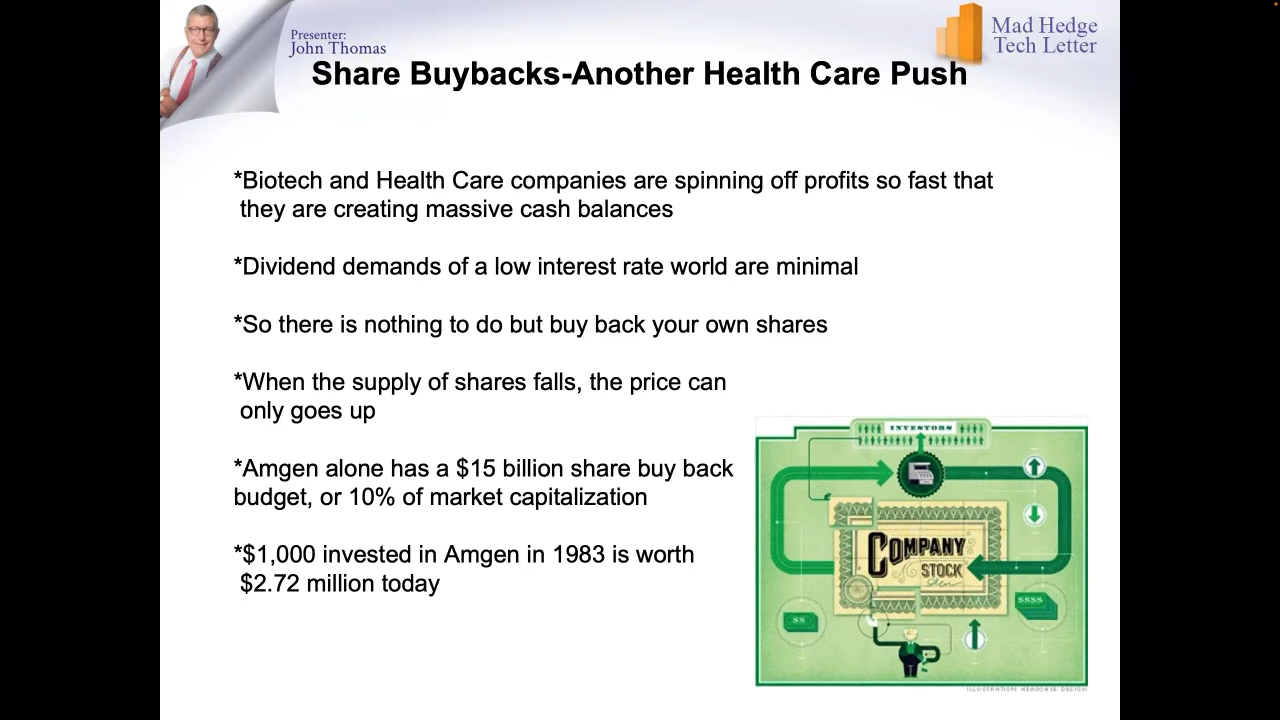 Presenter:
John Thomas
Mad Hedge
Tech Letter
Share Buybacks-Another Health Care Push
*Biotech and Health Care companies are spinning off profits so fast that
they are creating massive cash balances
*Dividend demands of a low interest rate world are minimal
*So there is nothing to do but buy back your own shares
*When the supply of shares falls, the price can
only goes up
*Amgen alone has a $15 billion share buy back
budget, or 10% of market capitalization
*$1,000 invested in Amgen in 1983 is worth
$2.72 million today
INVESTORS
COMPANY
STOCK
$$
$$$$
ILLUSTRATION: HEADCASE DESIGN